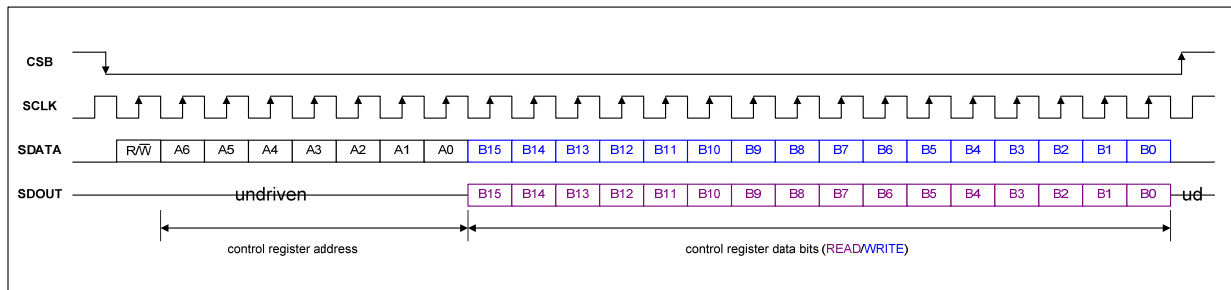 CSB
SCLK
SDATA R/W̅ A6 A5 A4 A3 A2 A1 A0 B15 B14 B13 B12 B11 B10 B9 B8 B7 B6 B5 B4 B3 B2 B1 B0
SDOUT undriven B15 B14 B13 B12 B11 B10 B9 B8 B7 B6 B5 B4 B3 B2 B1 B0 ud
control register address control register data bits (READ/WRITE)